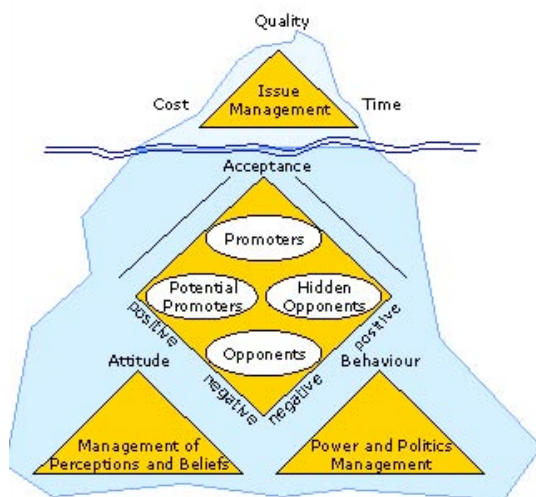 Quality
Cost
Issue
Management
Time
Acceptance
Promoters
Potential
Promoters
Hidden
Opponents
Opponents
positive
negative
negative
positive
Attitude
Behaviour
Management of
Perceptions and Beliefs
Power and Politics
Management